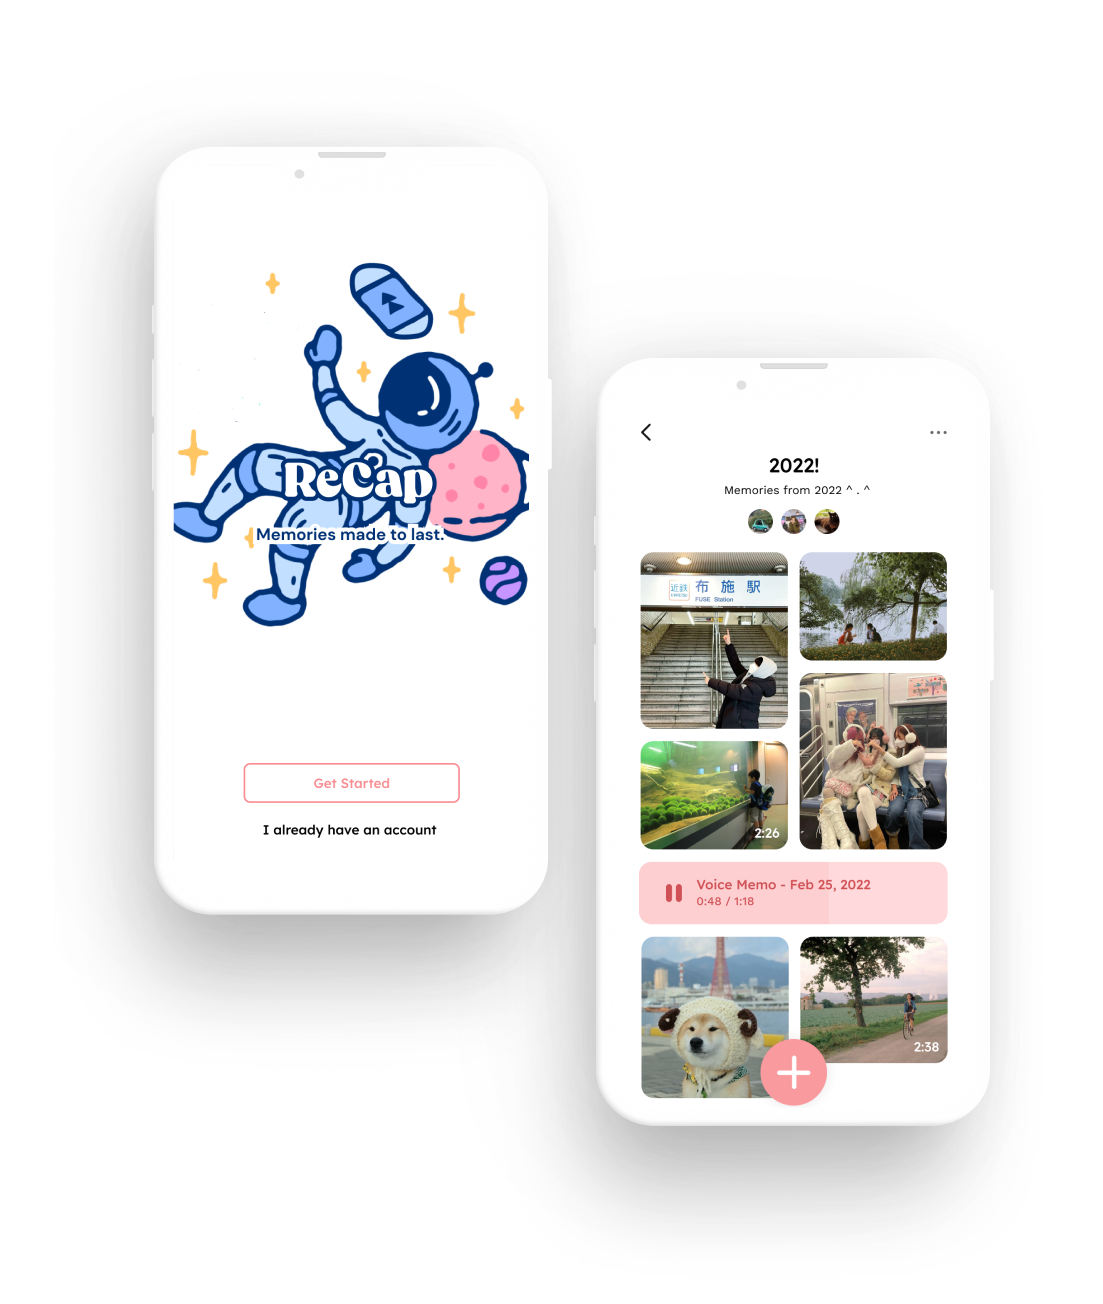 ReCap
Memories made to last.
Get Started
I already have an account
2022!
Memories from 2022 ^ . ^
近鉄
布施駅
FUSE Station
2:26
Voice Memo - Feb 25, 2022
0:48 / 1:18
2:38